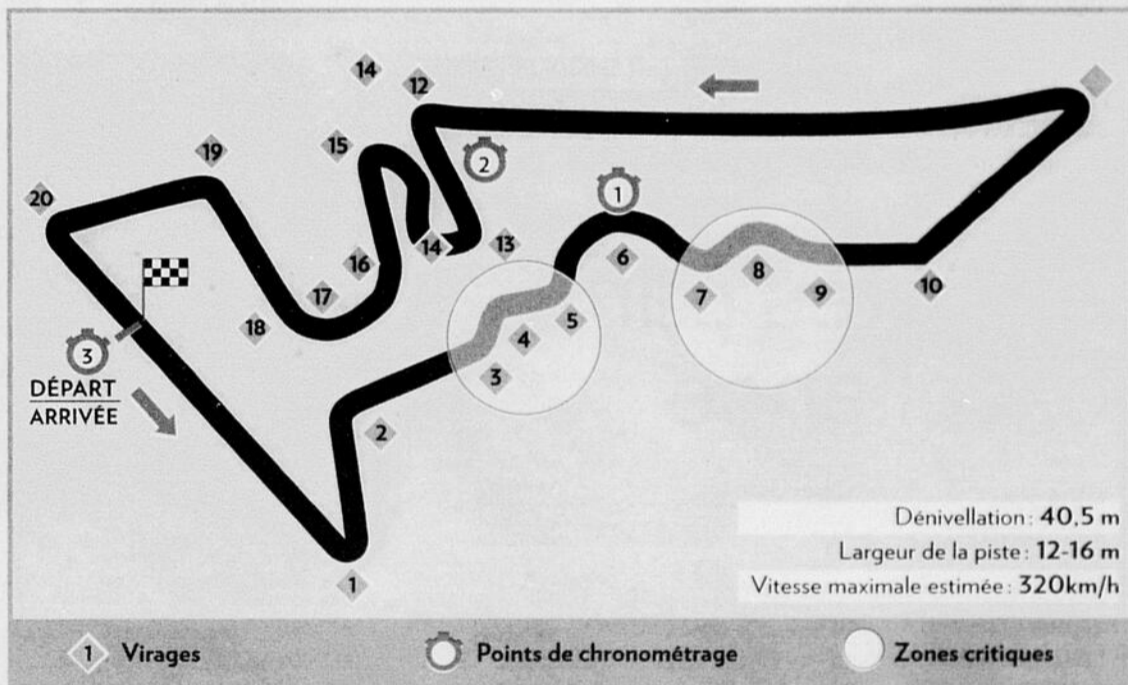 14
12
15
19
2
20
1
13
14
6
16
8
7
9
10
17
5
18
4
3
3
DÉPART
ARRIVÉE
2
1
Dénivellation : 40,5 m
Largeur de la piste : 12-16 m
Vitesse maximale estimée : 320km/h
1 Virages
Points de chronométrage
Zones critiques